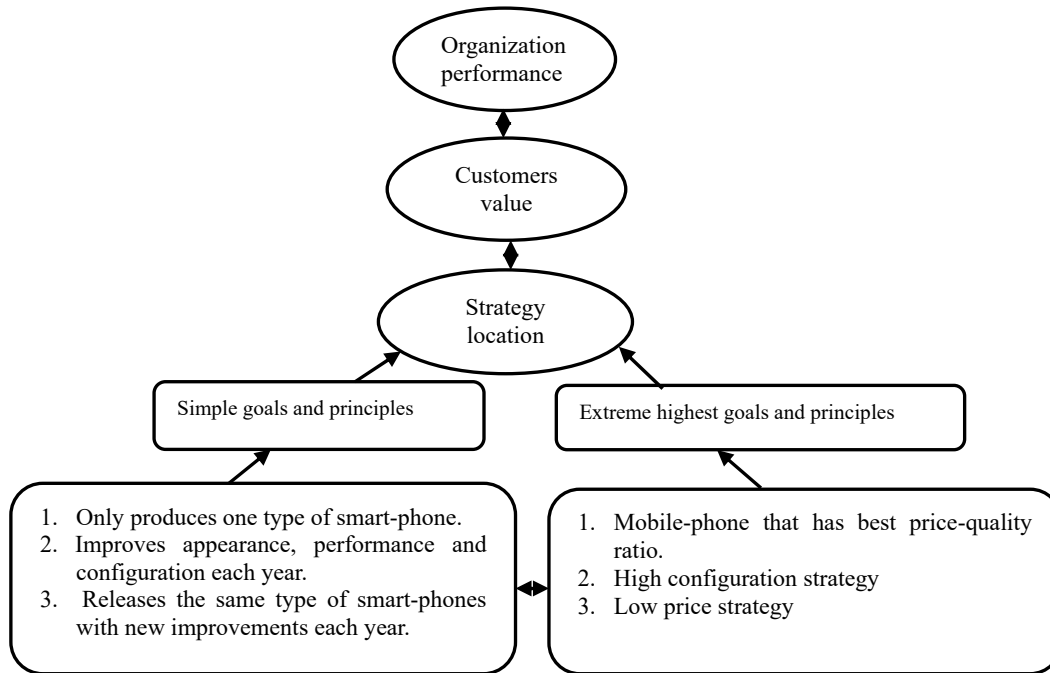 Organization
performance
Customers
value
Strategy
location
Simple goals and principles
Extreme highest goals and principles
1. Only produces one type of smart-phone.
2. Improves appearance, performance and
configuration each year.
3. Releases the same type of smart-phones
with new improvements each year.
1. Mobile-phone that has best price-quality
ratio.
2. High configuration strategy
3. Low price strategy